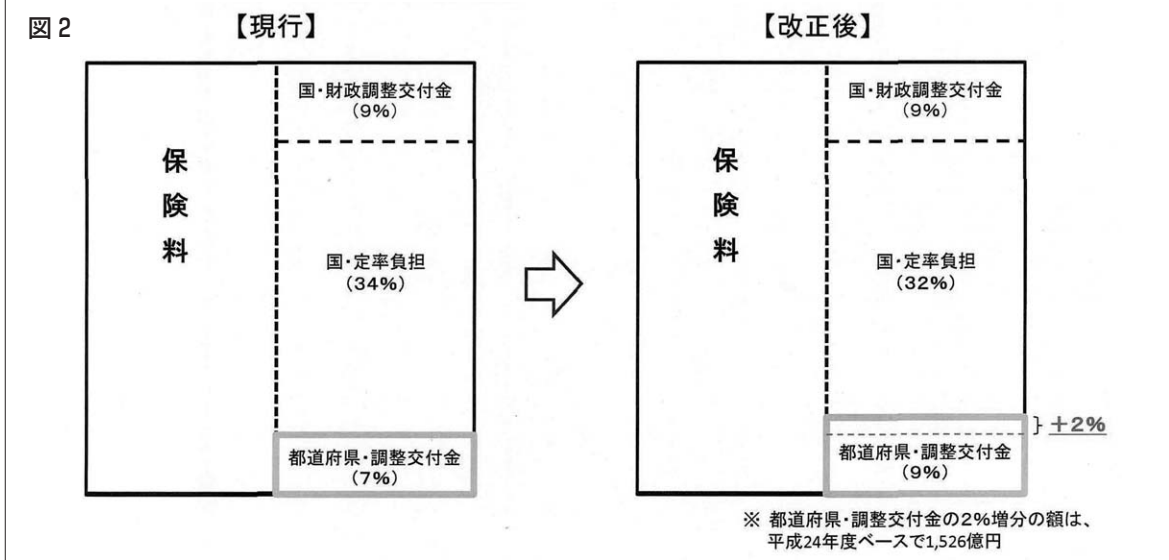 図2
【現行】
国・財政調整交付金
(9%)
保険料
国・定率負担
(34%)
都道府県・調整交付金
(7%)
【改正後】
国・財政調整交付金
(9%)
保険料
国・定率負担
(32%)
+2%
都道府県・調整交付金
(9%)
※ 都道府県・調整交付金の2%増分の額は、
平成24年度ベースで1,526億円